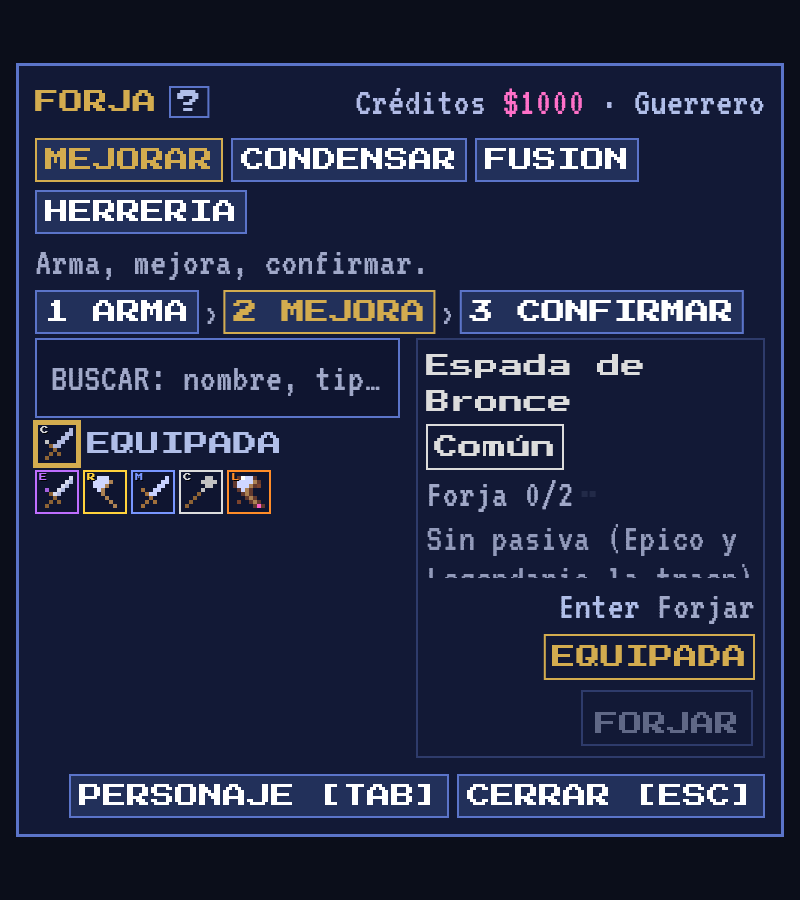 FORJA ? Créditos $1000 · Guerrero
MEJORAR CONDENSAR FUSION
HERRERIA
Arma, mejora, confirmar.
1 ARMA › 2 MEJORA › 3 CONFIRMAR
BUSCAR: nombre, tip…
C EQUIPADA
E R M C L
Espada de
Bronce
Común
Forja 0/2
Sin pasiva (Epico y
Enter Forjar
EQUIPADA
FORJAR
PERSONAJE [TAB] CERRAR [ESC]